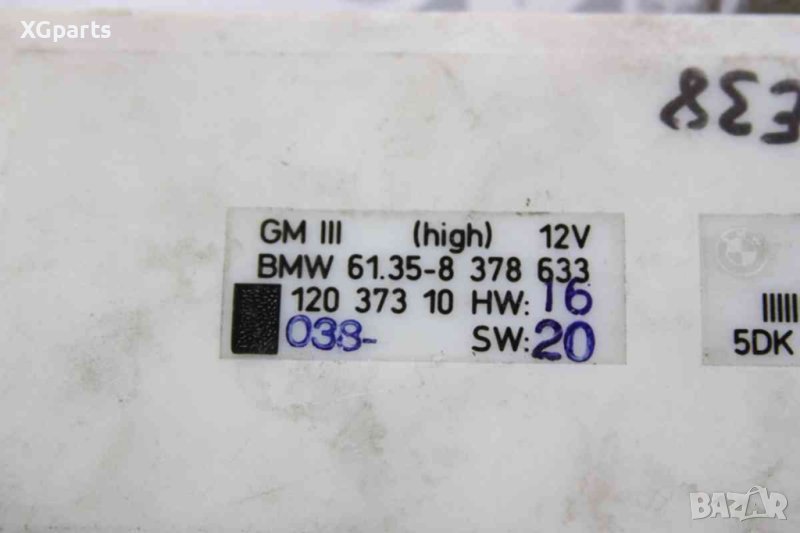 XGparts
E38
GM III (high) 12V
BMW 61.35-8 378 633
120 373 10 HW: 16
038- SW: 20
5DK
BAZAR